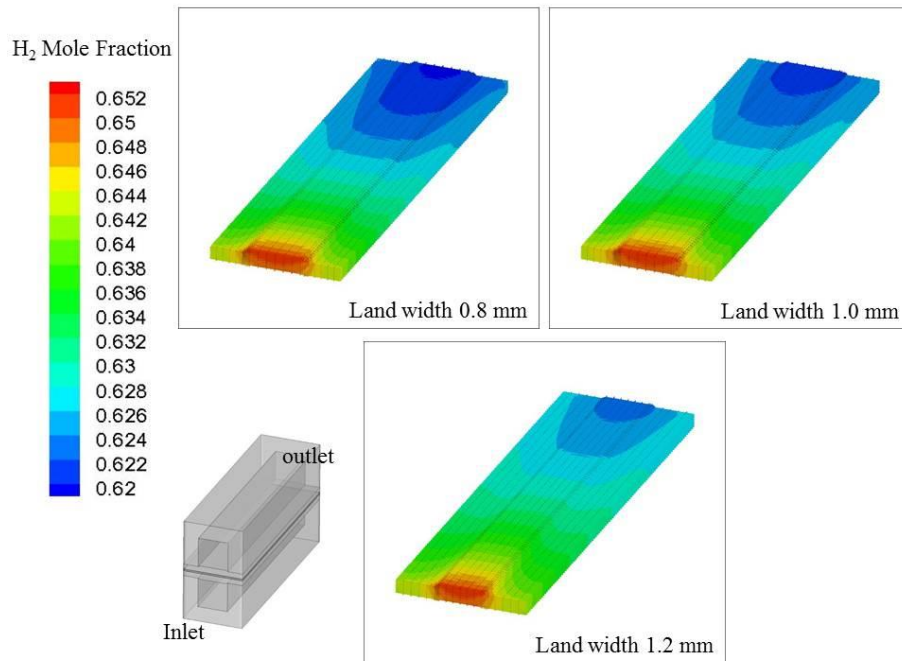 H₂ Mole Fraction
0.652
0.65
0.648
0.646
0.644
0.642
0.64
0.638
0.636
0.634
0.632
0.63
0.628
0.626
0.624
0.622
0.62
Land width 0.8 mm
Land width 1.0 mm
outlet
Inlet
Land width 1.2 mm